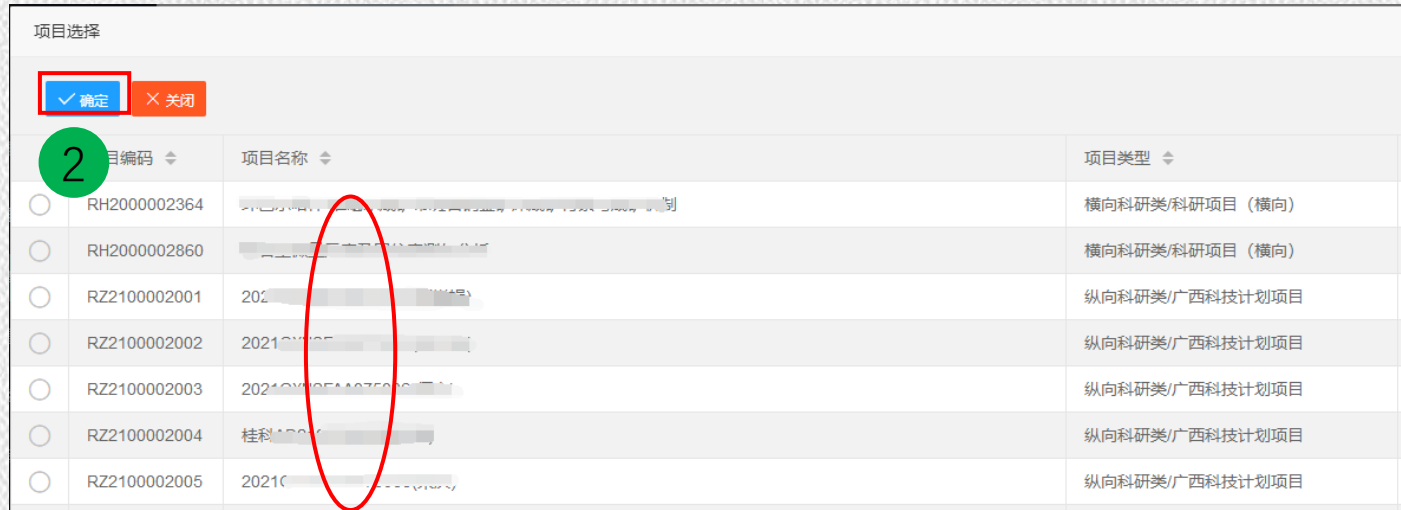 项目选择
确定 关闭
2 目编码 项目名称 项目类型
RH2000002364 横向科研类/科研项目（横向）
RH2000002860 横向科研类/科研项目（横向）
RZ2100002001 202 纵向科研类/广西科技计划项目
RZ2100002002 2021 纵向科研类/广西科技计划项目
RZ2100002003 202 纵向科研类/广西科技计划项目
RZ2100002004 桂科 纵向科研类/广西科技计划项目
RZ2100002005 2021 纵向科研类/广西科技计划项目